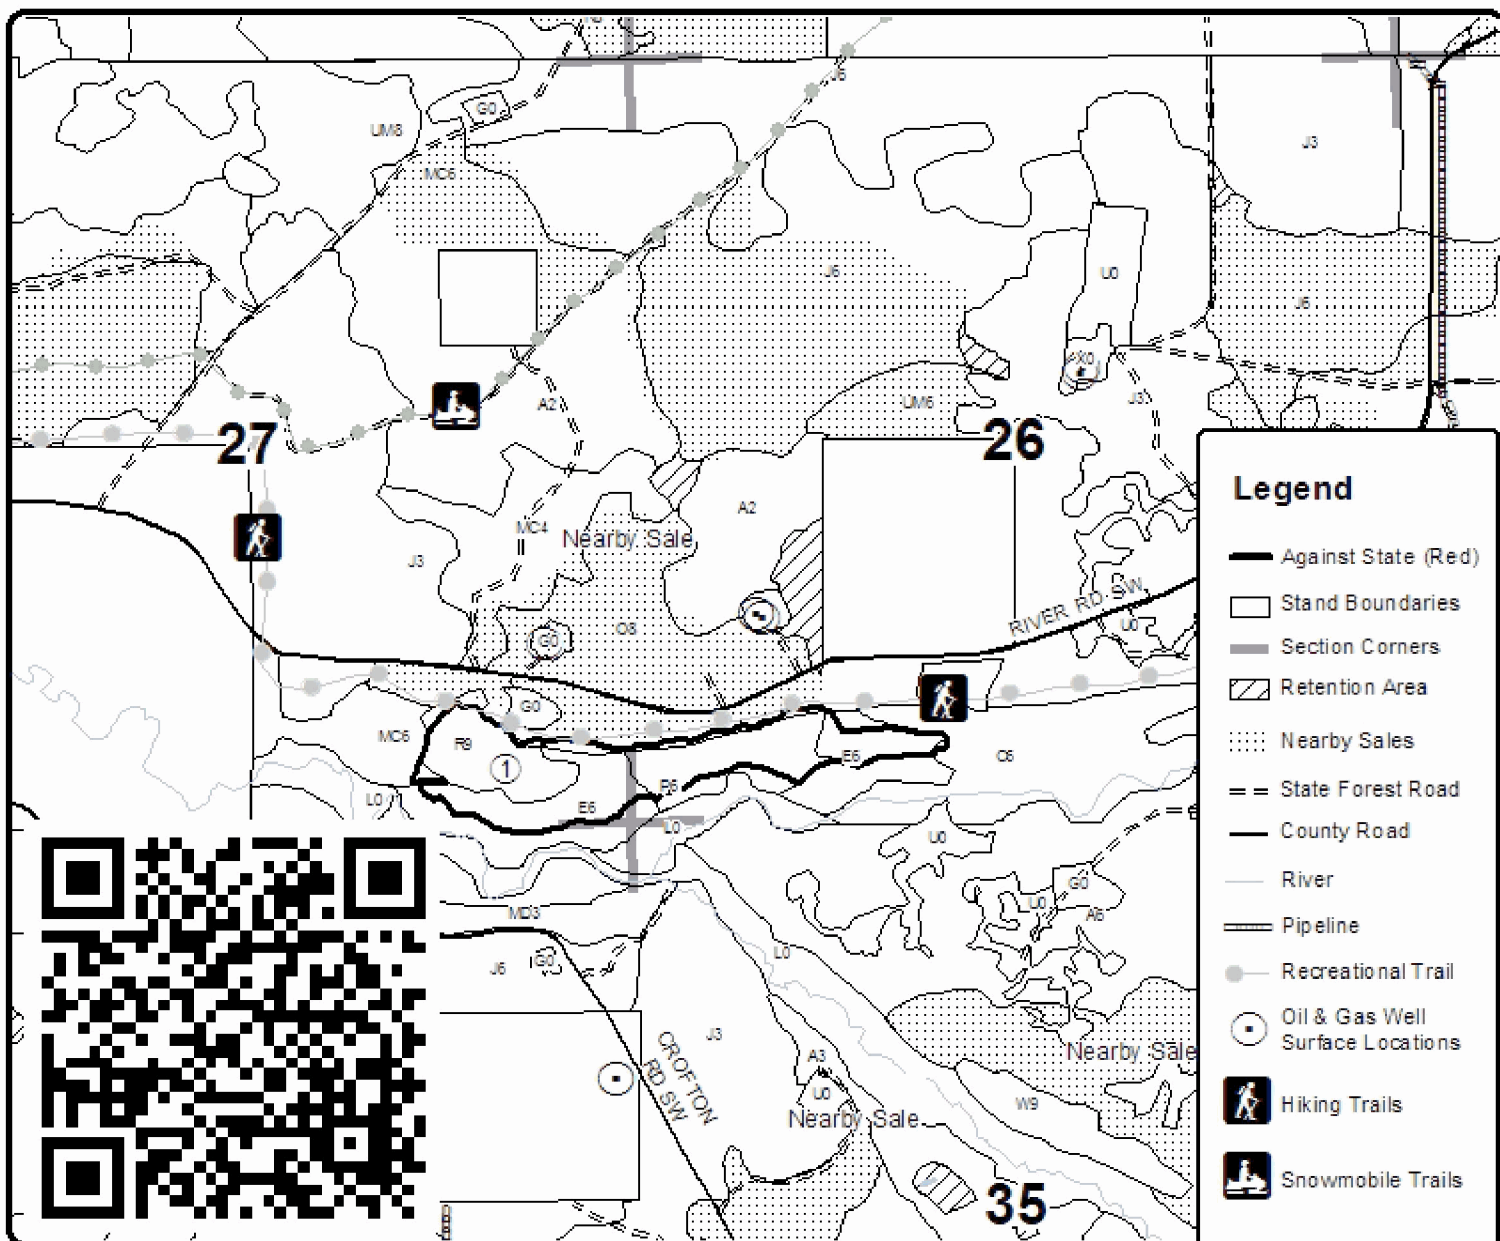 J6
G0
UM8
J3
MC6
J6
U0
J6
AX0
A2
UM6
J3
27
26
A2
MC4
Nearby Sale
J3
RIVER RD SW
O8
U0
G0
G0
MC6
R9
1
E6
O6
R6
L0
E6
L0
U0
G0
U0
A6
MD3
L0
J6
G0
J3
CROFTON
RD SW
A3
U0
W9
Nearby Sale
Nearby Sale
35
Legend
Against State (Red)
Stand Boundaries
Section Corners
Retention Area
Nearby Sales
State Forest Road
County Road
River
Pipeline
Recreational Trail
Oil & Gas Well
Surface Locations
Hiking Trails
Snowmobile Trails